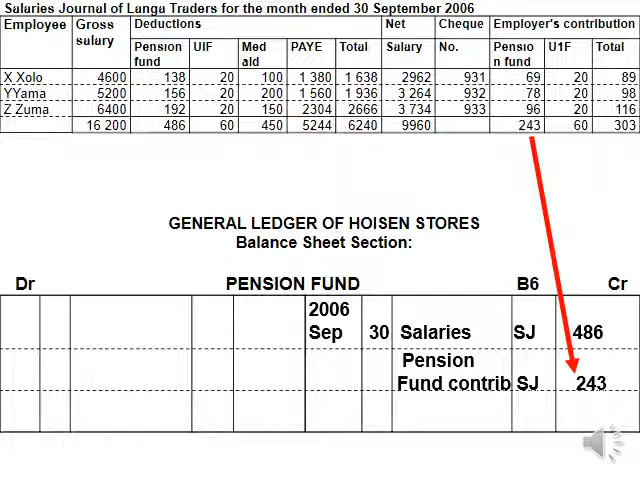 Salaries Journal of Langa Traders for the month ended 30 September 2006
Employee Gross salary Deductions Net Salary Cheque No. Employer's contribution
Pension fund UIF Med ald PAYE Total Pensio n fund U1F Total
X Xolo 4600 138 20 100 1 380 1 638 2962 931 69 20 89
YYama 5200 156 20 200 1 560 1 936 3 264 932 78 20 98
Z Zuma 6400 192 20 150 2304 2666 3 734 933 96 20 116
16 200 486 60 450 5244 6240 9960 243 60 303
GENERAL LEDGER OF HOISEN STORES
Balance Sheet Section:
Dr PENSION FUND B6 Cr
2006
Sep 30 Salaries SJ 486
Pension
Fund contrib SJ 243